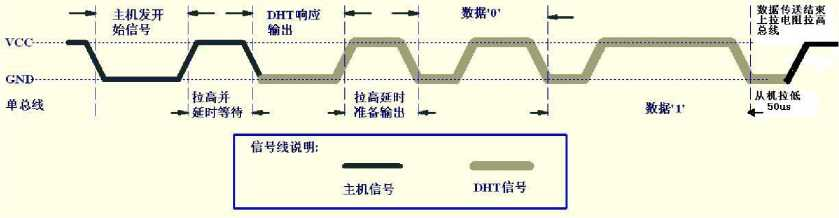 主机发开
始信号
DHT响应
输出
数据'0'
数据传送结束
上拉电阻拉高
总线
VCC
GND
单总线
拉高并
延时等待
拉高延时
准备输出
数据'1'
从机拉低
50us
信号线说明:
主机信号
DHT信号